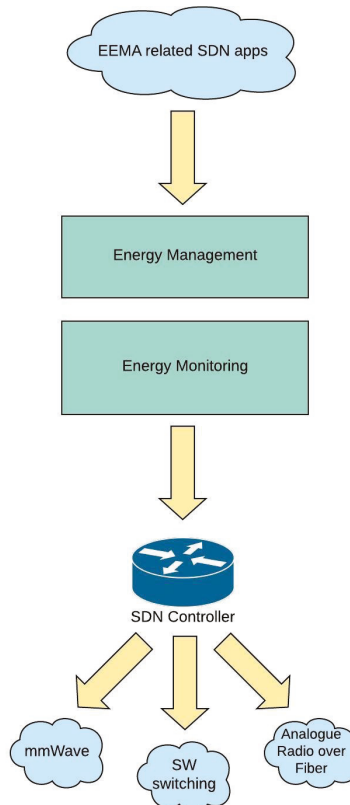 EEMA related SDN apps
Energy Management
Energy Monitoring
SDN Controller
mmWave
SW
switching
Analogue
Radio over
Fiber